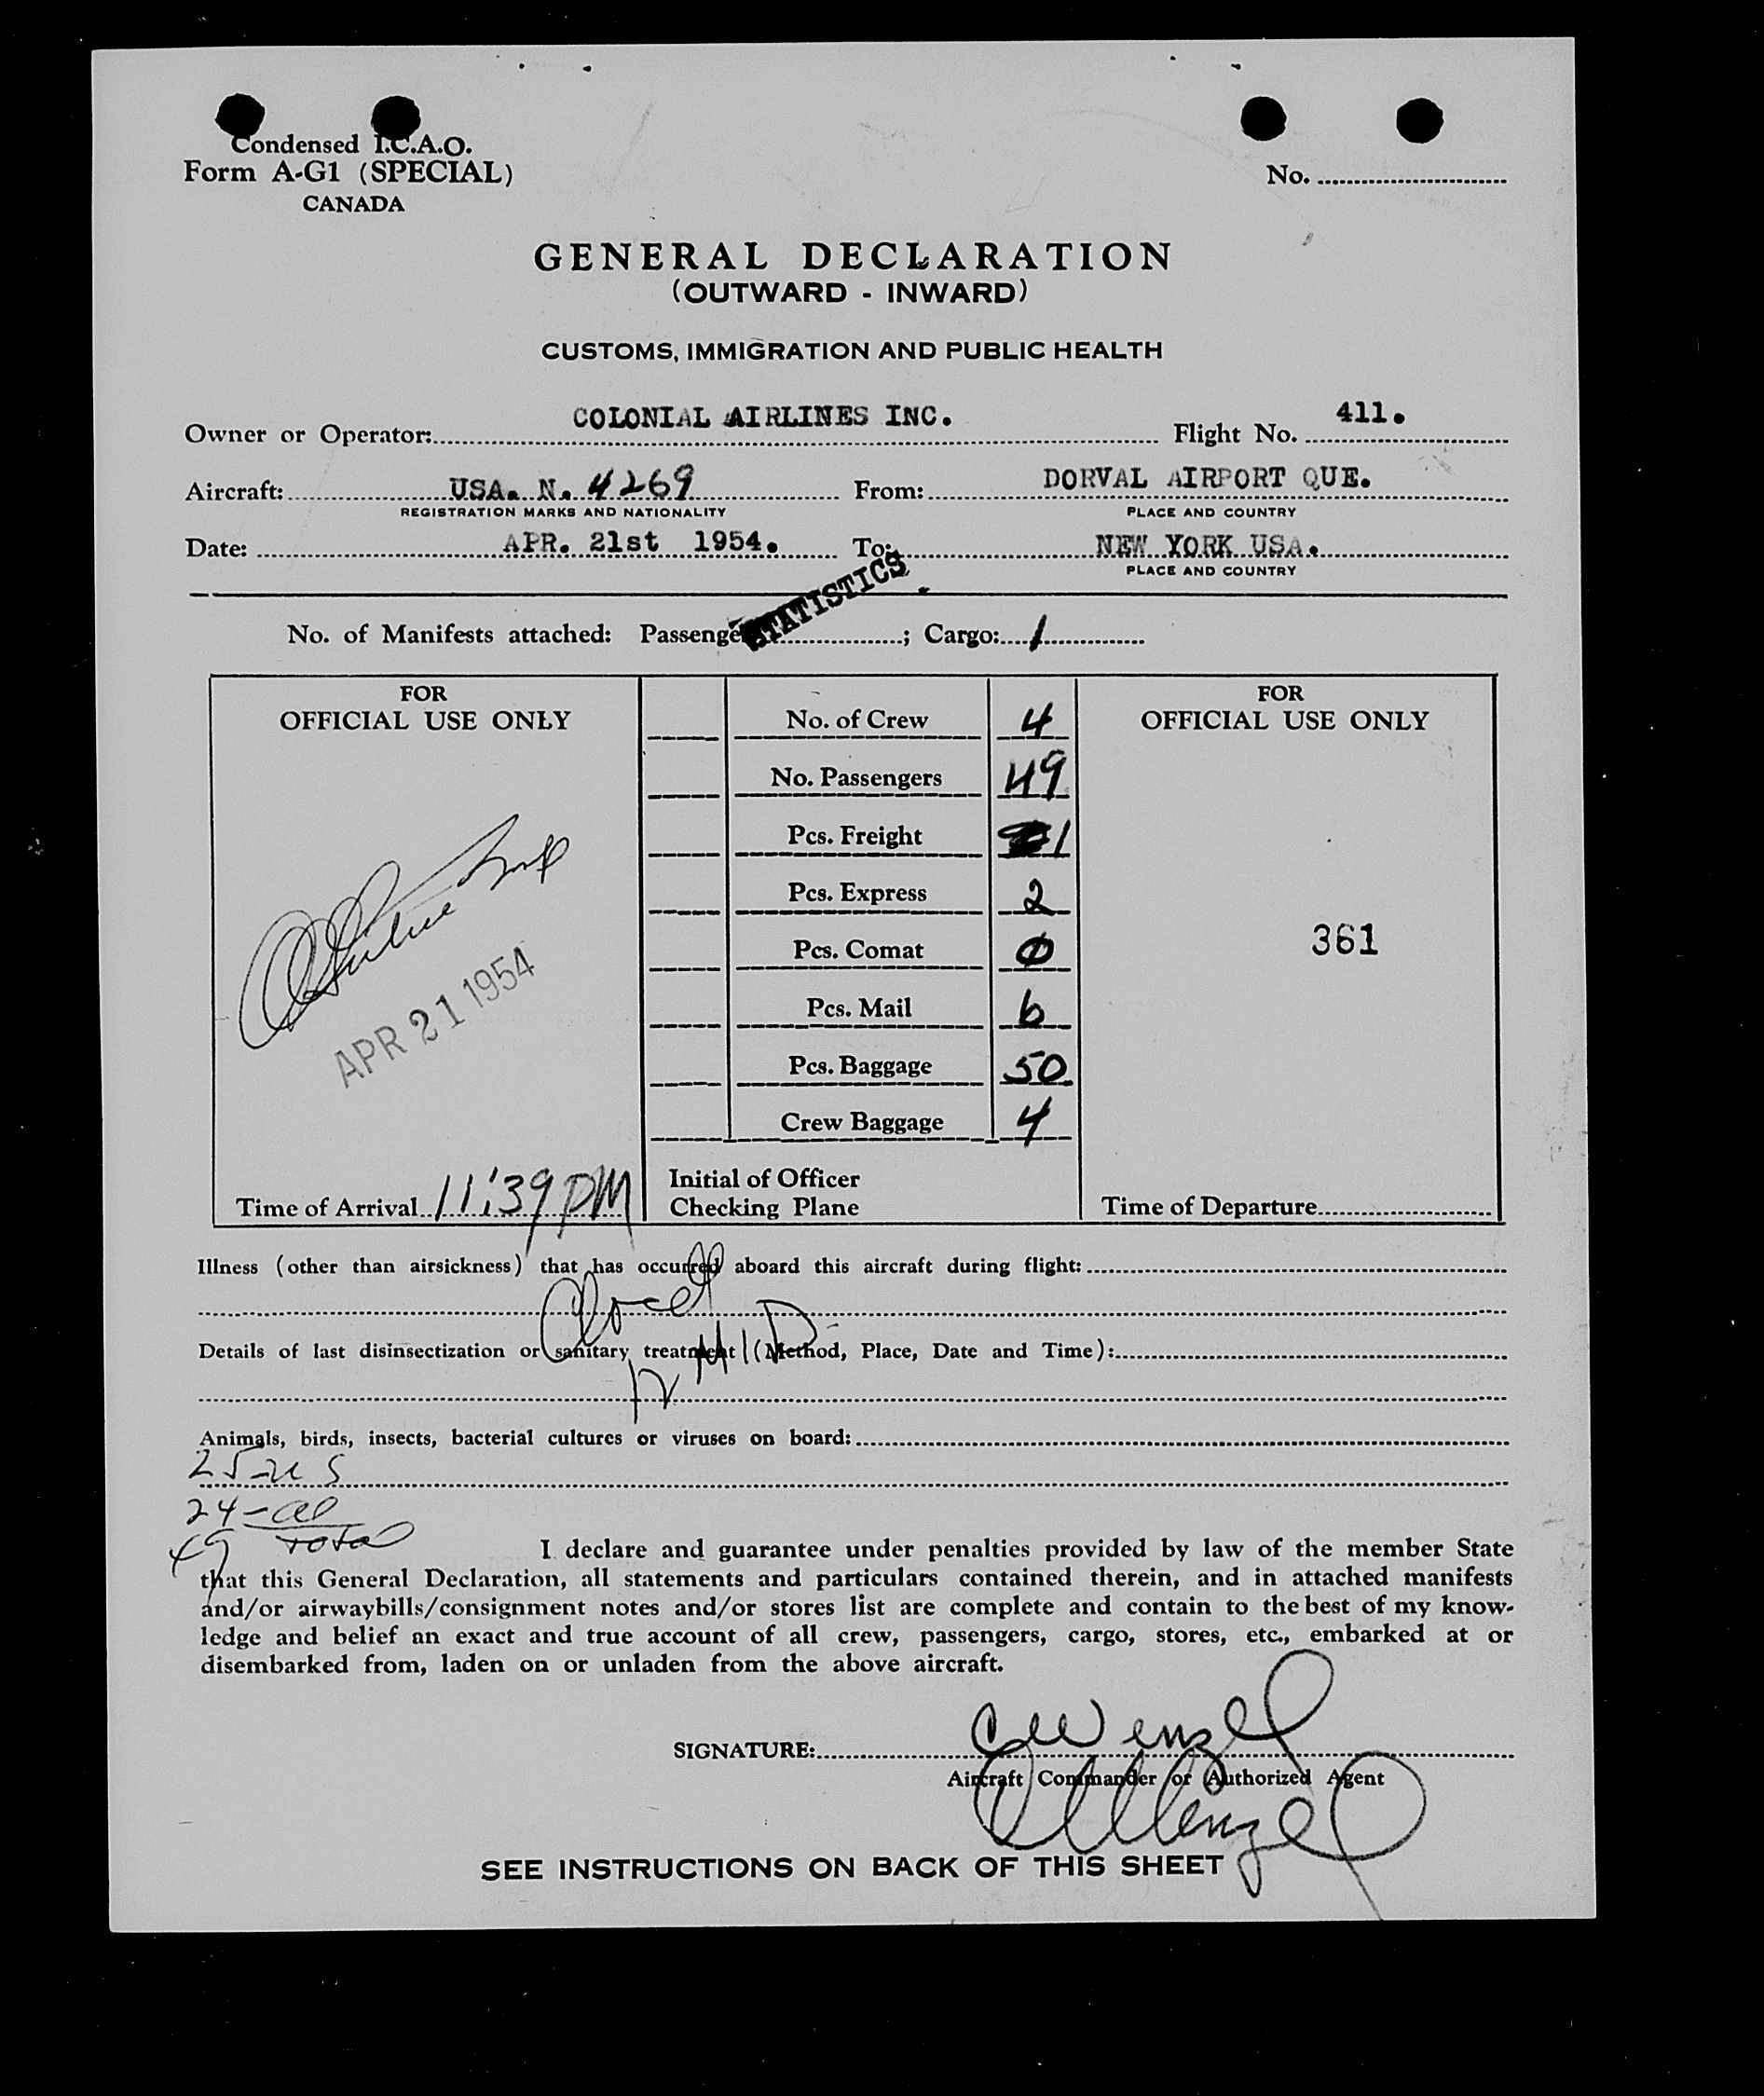 Condensed I.C.A.O.
Form A-G1 (SPECIAL)
CANADA
No.
GENERAL DECLARATION
(OUTWARD - INWARD)
CUSTOMS, IMMIGRATION AND PUBLIC HEALTH
Owner or Operator: COLONIAL AIRLINES INC. Flight No. 411.
Aircraft: USA. N. 4269 From: DORVAL AIRPORT QUE.
REGISTRATION MARKS AND NATIONALITY PLACE AND COUNTRY
Date: APR. 21st 1954. To: NEW YORK USA.
PLACE AND COUNTRY
STATISTICS
No. of Manifests attached: Passenger ; Cargo: 1
FOR
OFFICIAL USE ONLY
No. of Crew 4
No. Passengers 49
Pcs. Freight 1
Pcs. Express 2
Pcs. Comat 0
Pcs. Mail 6
Pcs. Baggage 50
Crew Baggage 4
FOR
OFFICIAL USE ONLY
361
APR 21 1954
Time of Arrival 11:39 PM
Initial of Officer
Checking Plane
Time of Departure
Illness (other than airsickness) that has occurred aboard this aircraft during flight:
Details of last disinsectization or sanitary treatment (Method, Place, Date and Time):
Animals, birds, insects, bacterial cultures or viruses on board:
25-US
24-al
49 Total
I declare and guarantee under penalties provided by law of the member State
that this General Declaration, all statements and particulars contained therein, and in attached manifests
and/or airwaybills/consignment notes and/or stores list are complete and contain to the best of my know-
ledge and belief an exact and true account of all crew, passengers, cargo, stores, etc., embarked at or
disembarked from, laden on or unladen from the above aircraft.
SIGNATURE: CWWenzel
Aircraft Commander or Authorized Agent
SEE INSTRUCTIONS ON BACK OF THIS SHEET